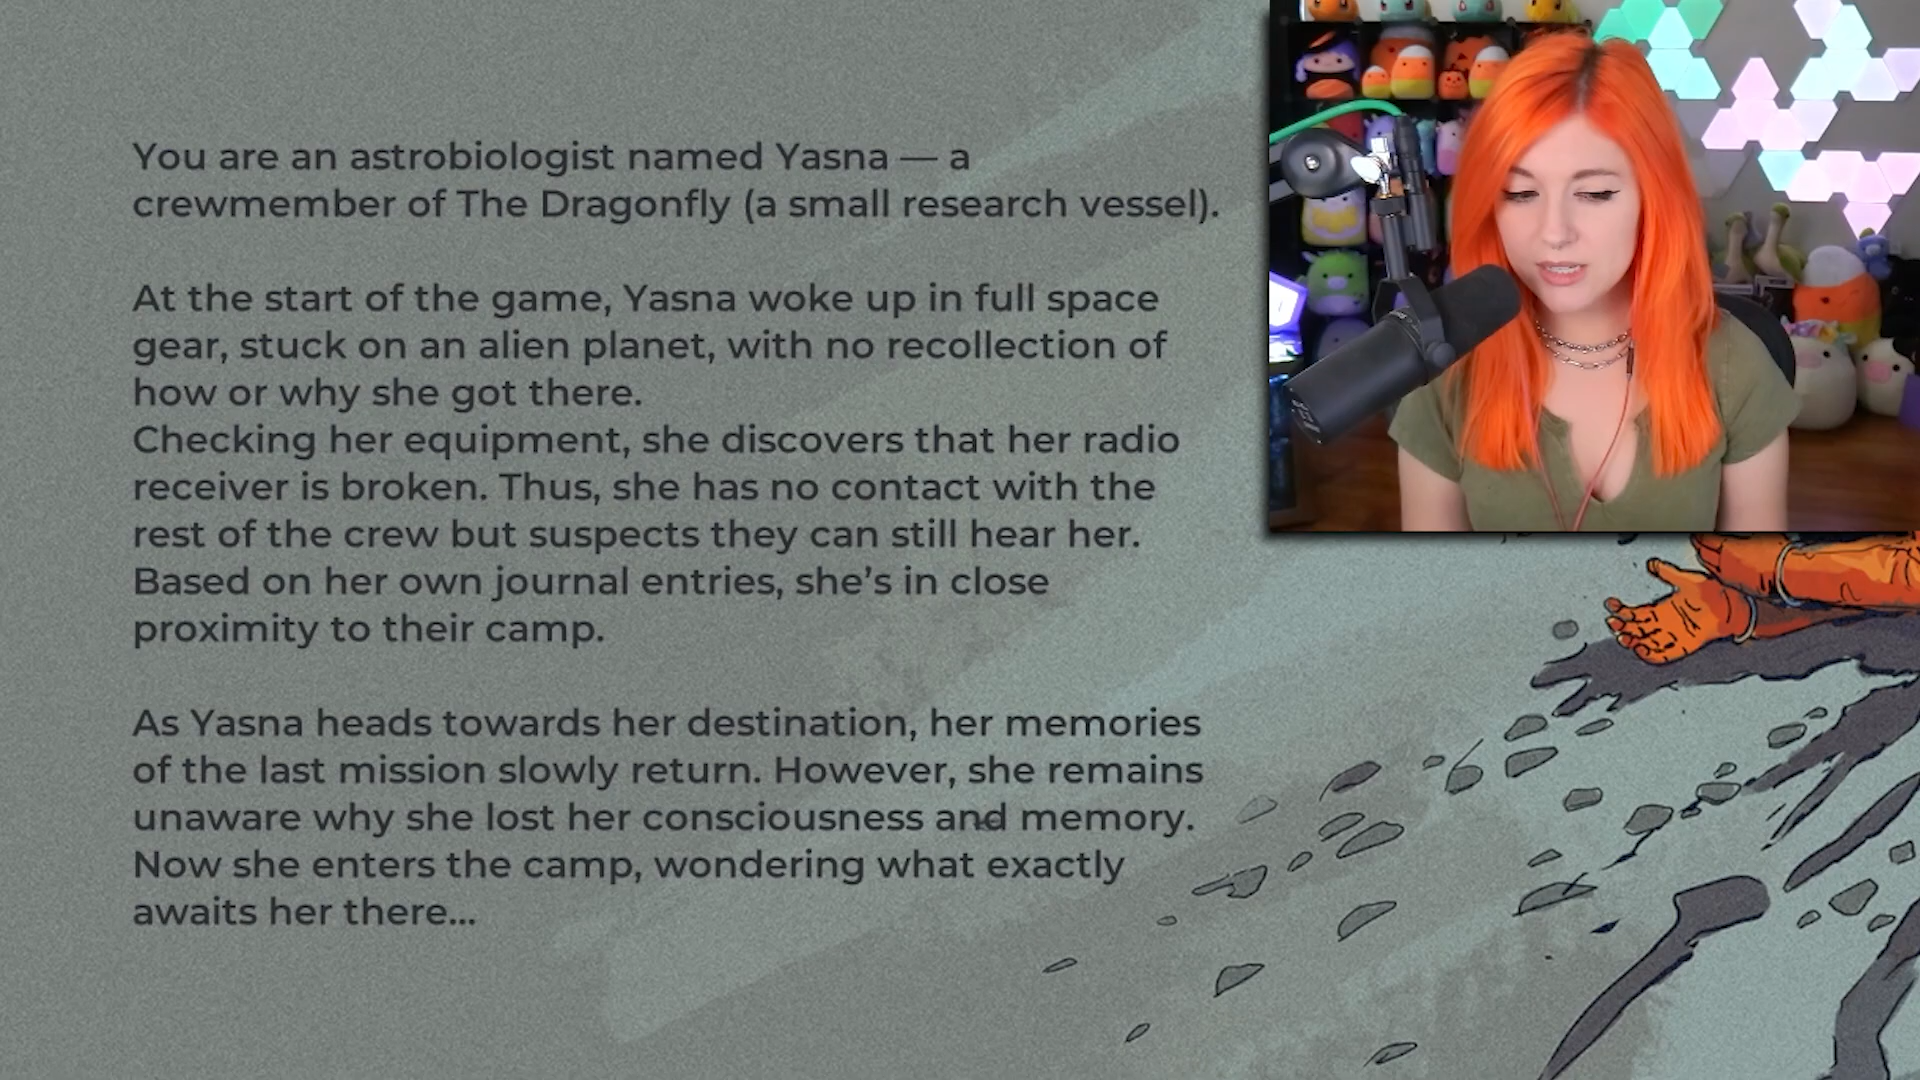 You are an astrobiologist named Yasna — a
crewmember of The Dragonfly (a small research vessel).
At the start of the game, Yasna woke up in full space
gear, stuck on an alien planet, with no recollection of
how or why she got there.
Checking her equipment, she discovers that her radio
receiver is broken. Thus, she has no contact with the
rest of the crew but suspects they can still hear her.
Based on her own journal entries, she’s in close
proximity to their camp.
As Yasna heads towards her destination, her memories
of the last mission slowly return. However, she remains
unaware why she lost her consciousness and memory.
Now she enters the camp, wondering what exactly
awaits her there...